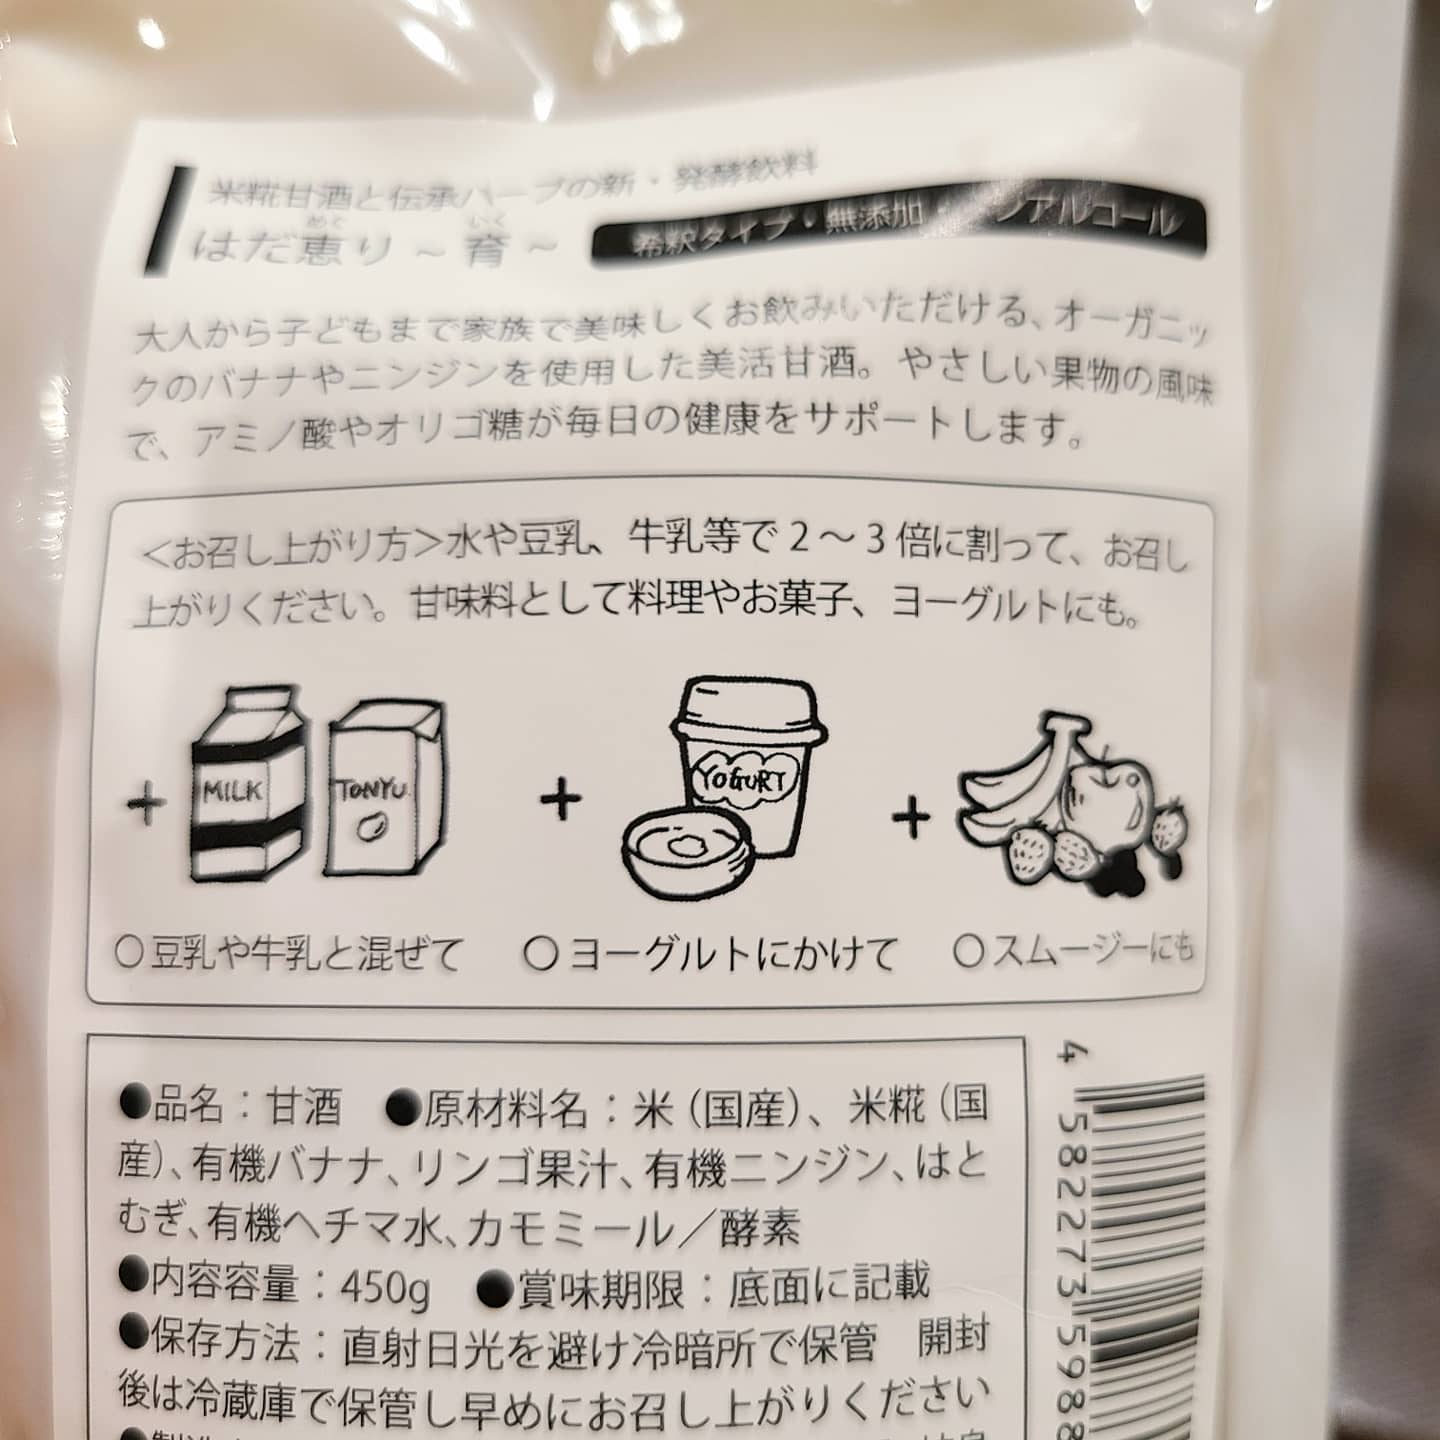 米糀甘酒と伝承ハーブの新・発酵飲料
はだ恵り ~ 育 ~
めぐ
いく
希釈タイプ・無添加・ノンアルコール
大人から子どもまで家族で美味しくお飲みいただける、オーガニッ
クのバナナやニンジンを使用した美活甘酒。やさしい果物の風味
で、アミノ酸やオリゴ糖が毎日の健康をサポートします。
<お召し上がり方>水や豆乳、牛乳等で2~3倍に割って、お召し
上がりください。甘味料として料理やお菓子、ヨーグルトにも。
+ MILK TONYU
+ YOGURT
+
○豆乳や牛乳と混ぜて
○ヨーグルトにかけて
○スムージーにも
●品名:甘酒 ●原材料名:米(国産)、米糀(国
産)、有機バナナ、リンゴ果汁、有機ニンジン、はと
むぎ、有機ヘチマ水、カモミール/酵素
●内容容量:450g ●賞味期限:底面に記載
●保存方法:直射日光を避け冷暗所で保管 開封
後は冷蔵庫で保管し早めにお召し上がりください
4 582273 5988